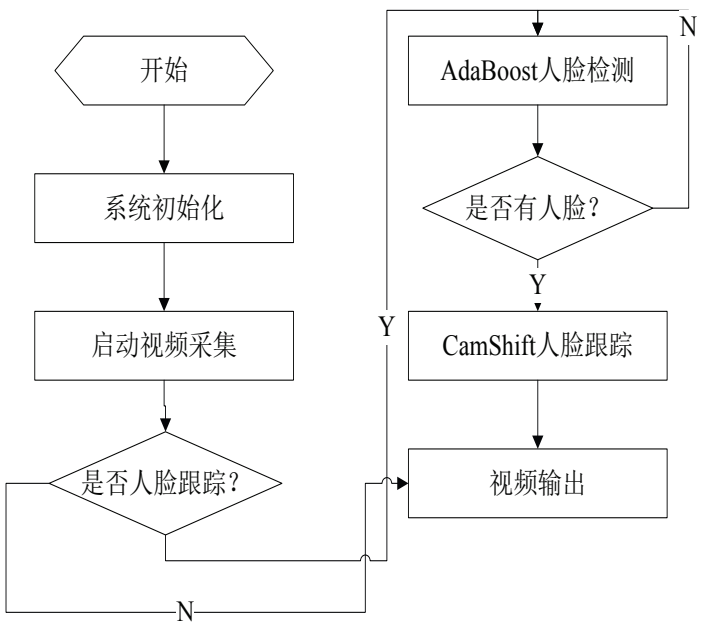 开始
系统初始化
启动视频采集
是否人脸跟踪？
N
Y
AdaBoost人脸检测
N
是否有人脸？
Y
CamShift人脸跟踪
视频输出